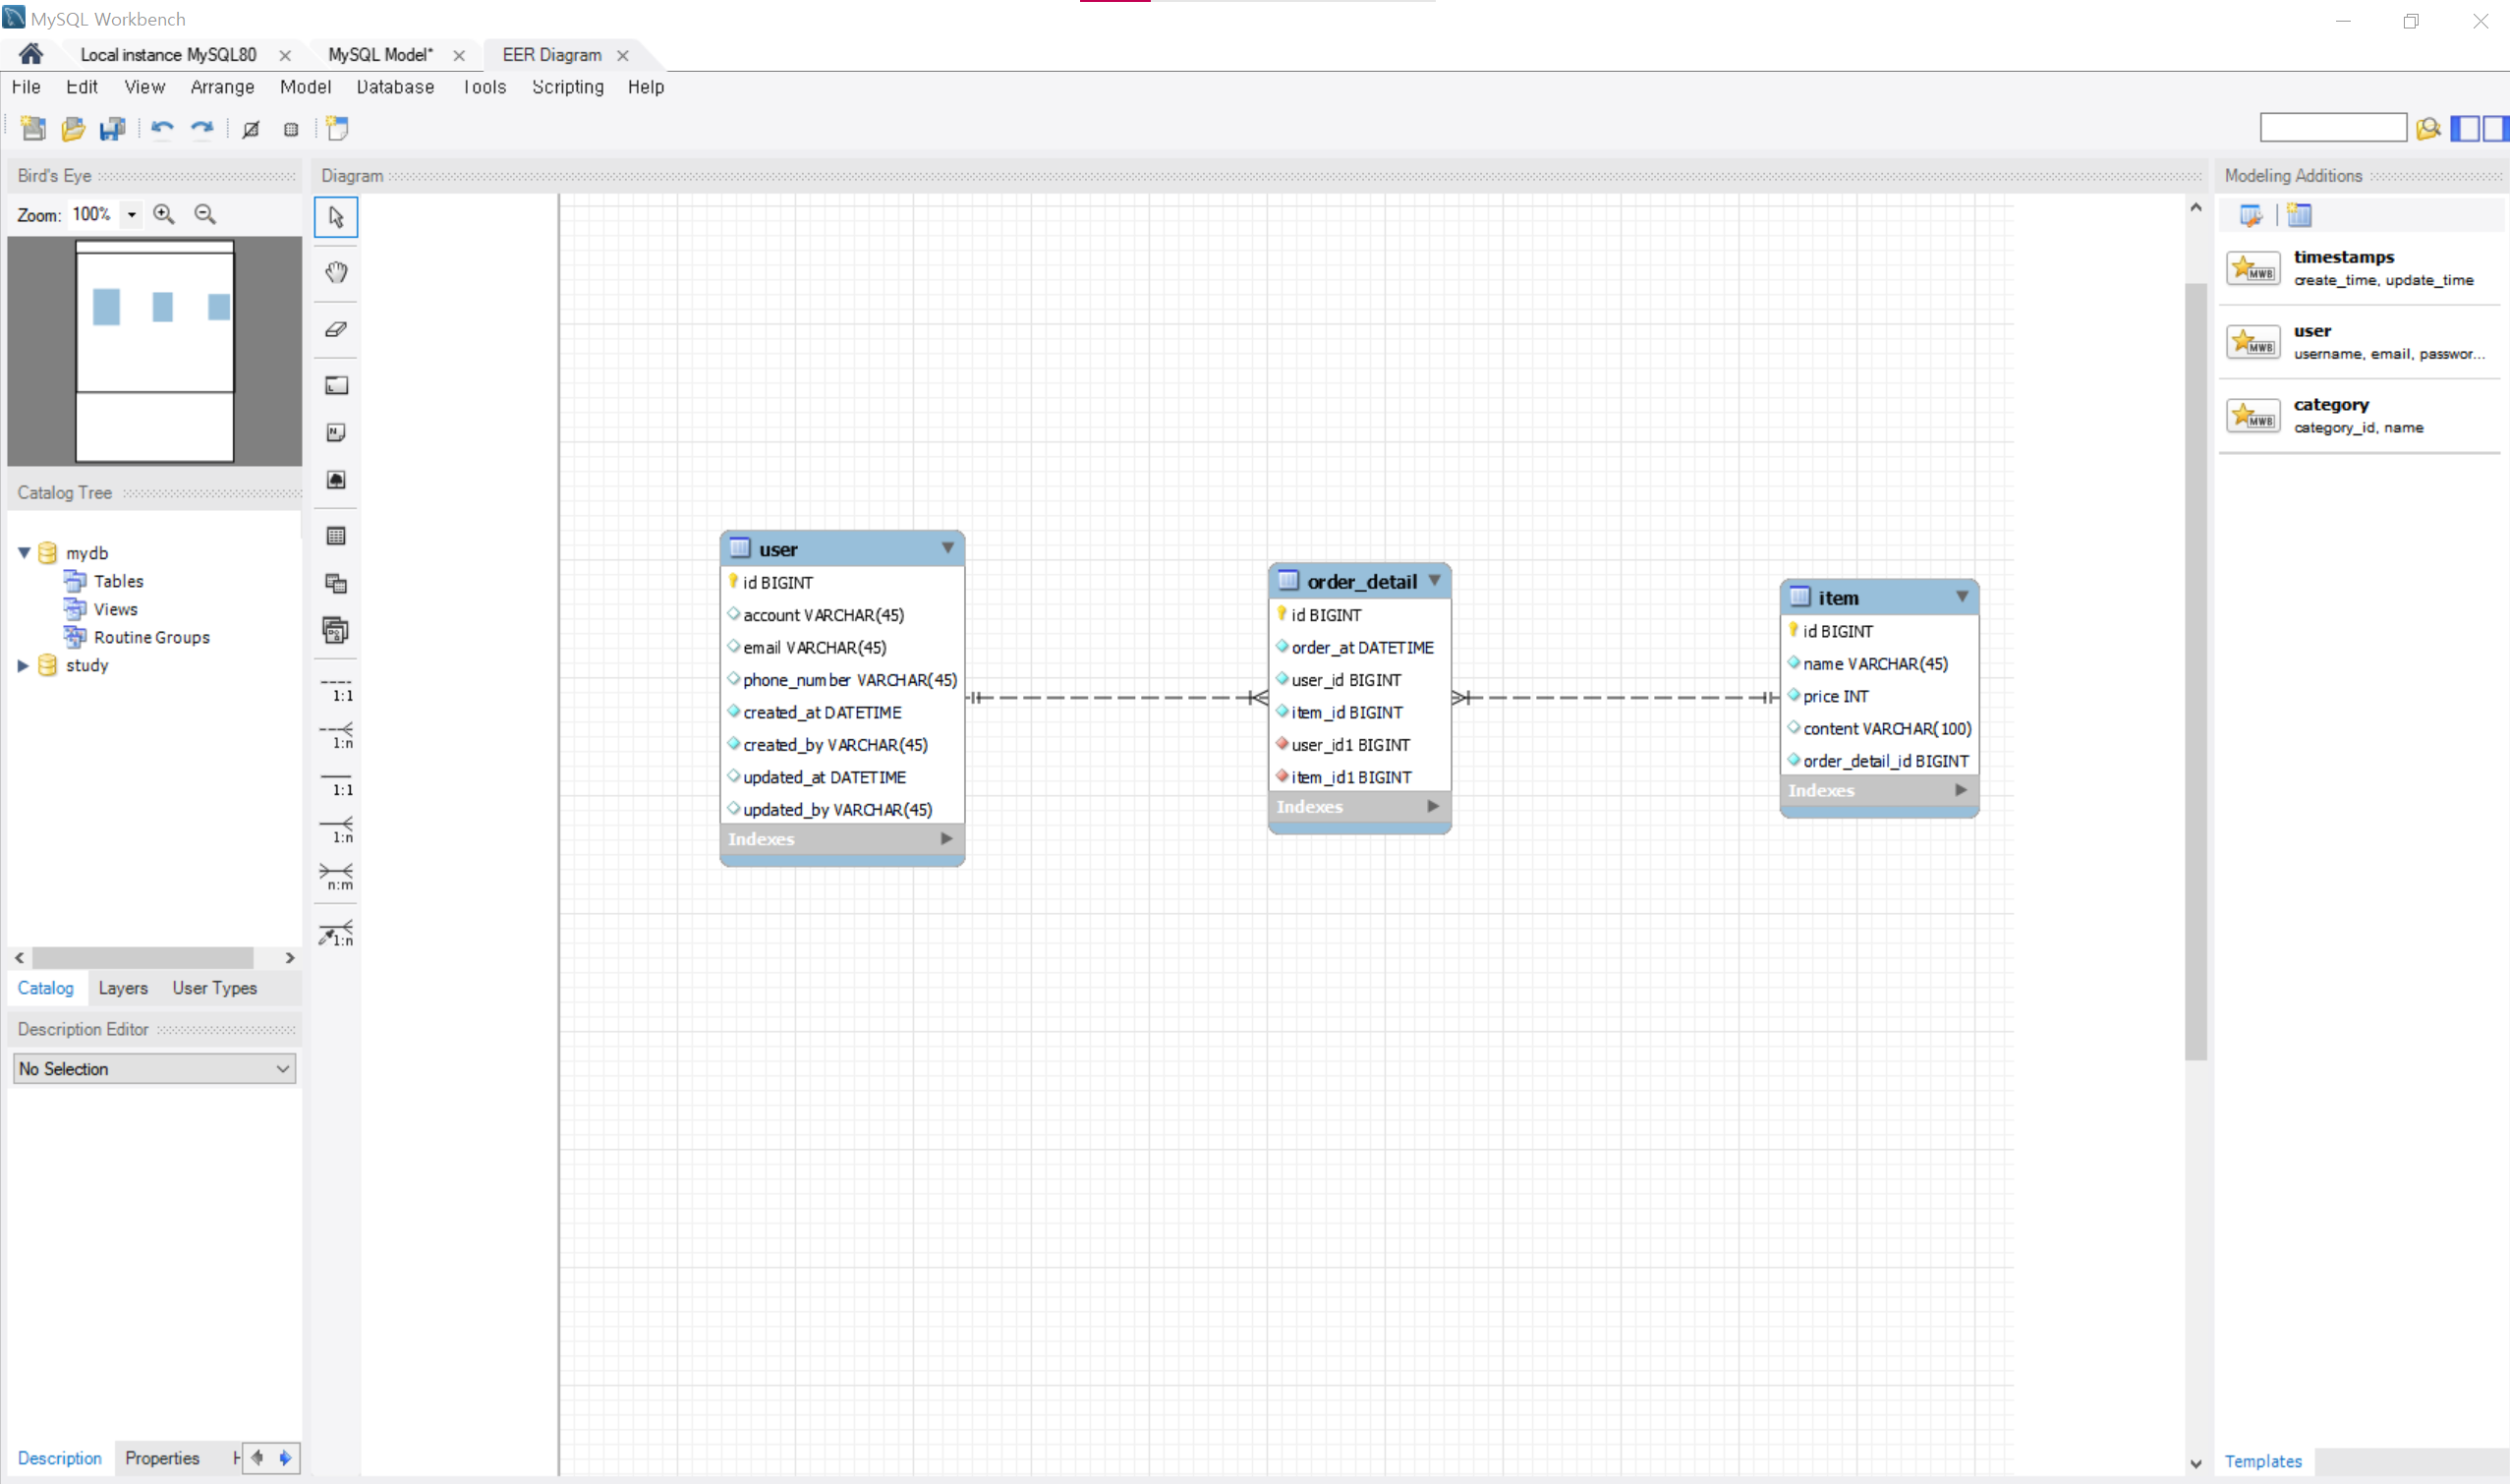 MySQL Workbench
Local instance MySQL80
MySQL Model*
EER Diagram
File Edit View Arrange Model Database Tools Scripting Help
Bird's Eye
Zoom: 100%
Catalog Tree
mydb
Tables
Views
Routine Groups
study
Catalog Layers User Types
Description Editor
No Selection
Description Properties H
Diagram
1:1
1:n
1:1
1:n
n:m
1:n
user
id BIGINT
account VARCHAR(45)
email VARCHAR(45)
phone_number VARCHAR(45)
created_at DATETIME
created_by VARCHAR(45)
updated_at DATETIME
updated_by VARCHAR(45)
Indexes
order_detail
id BIGINT
order_at DATETIME
user_id BIGINT
item_id BIGINT
user_id1 BIGINT
item_id1 BIGINT
Indexes
item
id BIGINT
name VARCHAR(45)
price INT
content VARCHAR(100)
order_detail_id BIGINT
Indexes
Modeling Additions
MWB
timestamps
create_time, update_time
MWB
user
username, email, passwor...
MWB
category
category_id, name
Templates